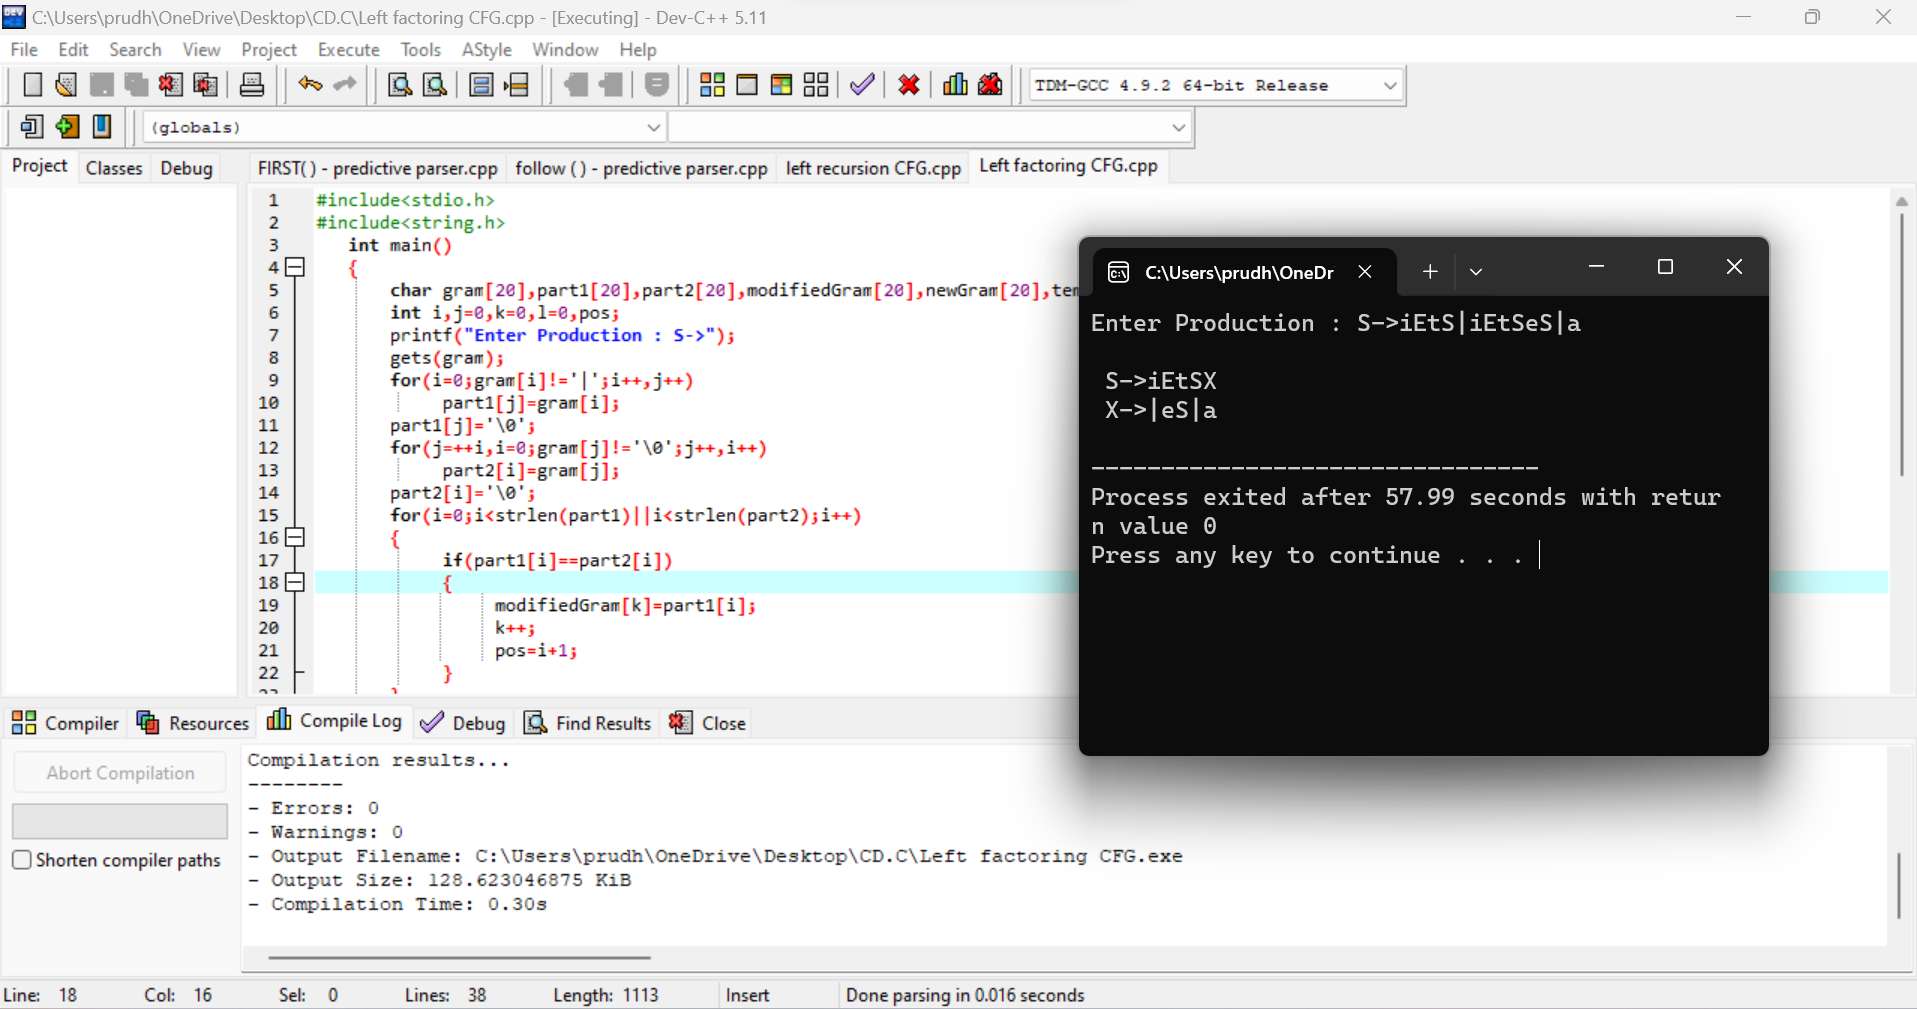 C:\Users\prudh\OneDrive\Desktop\CD.C\Left factoring CFG.cpp - [Executing] - Dev-C++ 5.11
File Edit Search View Project Execute Tools AStyle Window Help
TDM-GCC 4.9.2 64-bit Release
(globals)
Project Classes Debug
FIRST( ) - predictive parser.cpp follow ( ) - predictive parser.cpp left recursion CFG.cpp Left factoring CFG.cpp
1 #include<stdio.h>
2 #include<string.h>
3 int main()
4 {
5 char gram[20],part1[20],part2[20],modifiedGram[20],newGram[20],tem
6 int i,j=0,k=0,l=0,pos;
7 printf("Enter Production : S->");
8 gets(gram);
9 for(i=0;gram[i]!='|';i++,j++)
10 part1[j]=gram[i];
11 part1[j]='\0';
12 for(j=++i,i=0;gram[j]!='\0';j++,i++)
13 part2[i]=gram[j];
14 part2[i]='\0';
15 for(i=0;i<strlen(part1)||i<strlen(part2);i++)
16 {
17 if(part1[i]==part2[i])
18 {
19 modifiedGram[k]=part1[i];
20 k++;
21 pos=i+1;
22 }
C:\Users\prudh\OneDr
Enter Production : S->iEtS|iEtSeS|a
S->iEtSX
X->|eS|a
--------------------------------
Process exited after 57.99 seconds with retur
n value 0
Press any key to continue . . .
Compiler Resources Compile Log Debug Find Results Close
Abort Compilation
Shorten compiler paths
Compilation results...
--------
- Errors: 0
- Warnings: 0
- Output Filename: C:\Users\prudh\OneDrive\Desktop\CD.C\Left factoring CFG.exe
- Output Size: 128.623046875 KiB
- Compilation Time: 0.30s
Line: 18 Col: 16 Sel: 0 Lines: 38 Length: 1113 Insert Done parsing in 0.016 seconds